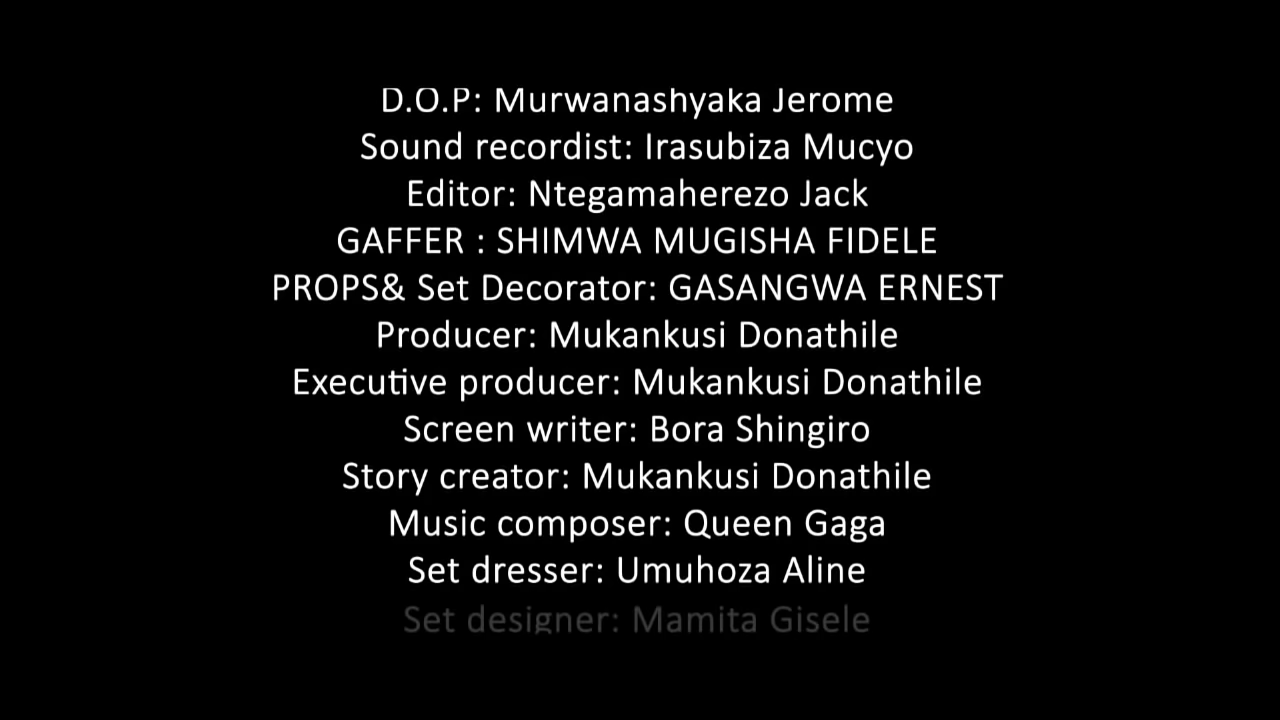 D.O.P: Murwanashyaka Jerome
Sound recordist: Irasubiza Mucyo
Editor: Ntegamaherezo Jack
GAFFER : SHIMWA MUGISHA FIDELE
PROPS& Set Decorator: GASANGWA ERNEST
Producer: Mukankusi Donathile
Executive producer: Mukankusi Donathile
Screen writer: Bora Shingiro
Story creator: Mukankusi Donathile
Music composer: Queen Gaga
Set dresser: Umuhoza Aline
Set designer: Mamita Gisele